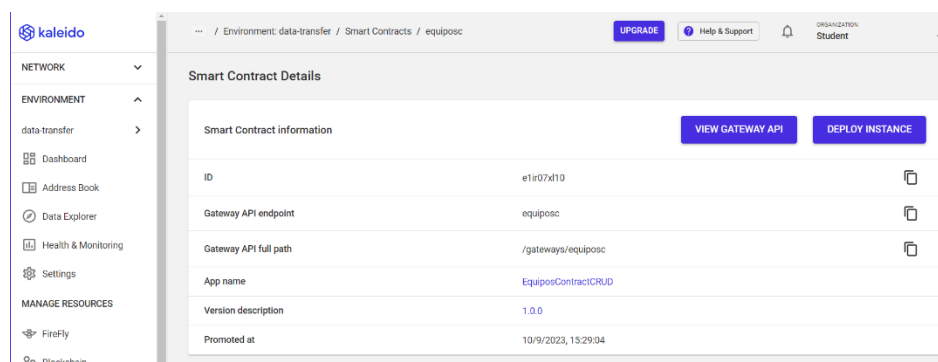 kaleido
··· / Environment: data-transfer / Smart Contracts / equiposc
UPGRADE
Help & Support
ORGANIZATION
Student
NETWORK
ENVIRONMENT
data-transfer
Dashboard
Address Book
Data Explorer
Health & Monitoring
Settings
MANAGE RESOURCES
FireFly
Blockchain
Smart Contract Details
Smart Contract information
VIEW GATEWAY API
DEPLOY INSTANCE
ID e1ir07xl10
Gateway API endpoint equiposc
Gateway API full path /gateways/equiposc
App name EquiposContractCRUD
Version description 1.0.0
Promoted at 10/9/2023, 15:29:04